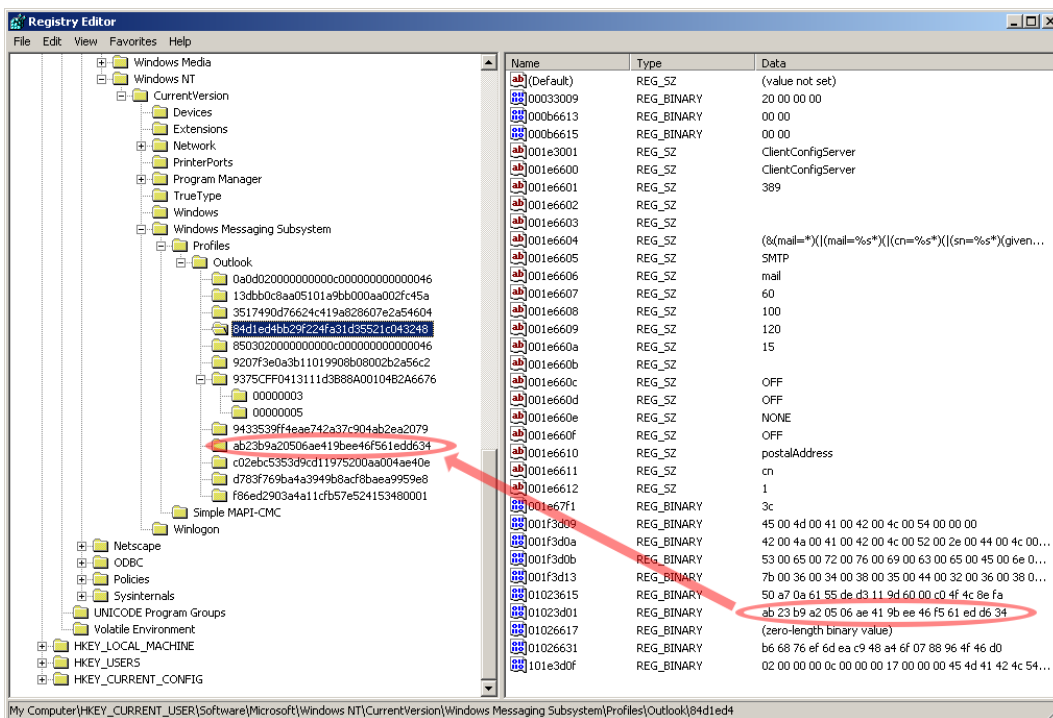 Registry Editor
File Edit View Favorites Help
Windows Media
Windows NT
CurrentVersion
Devices
Extensions
Network
PrinterPorts
Program Manager
TrueType
Windows
Windows Messaging Subsystem
Profiles
Outlook
0a0d020000000000c000000000000046
13dbb0c8aa05101a9bb000aa002fc45a
3517490d76624c419a828607e2a54604
84d1ed4bb29f224fa31d35521c043248
8503020000000000c000000000000046
9207f3e0a3b11019908b08002b2a56c2
9375CFF0413111d3B88A00104B2A6676
00000003
00000005
9433539ff4eae742a37c904ab2ea2079
ab23b9a20506ae419bee46f561edd634
c02ebc5353d9cd11975200aa004ae40e
d783f769ba4a3949b8acf8baea9959e8
f86ed2903a4a11cfb57e524153480001
Simple MAPI-CMC
Winlogon
Netscape
ODBC
Policies
Sysinternals
UNICODE Program Groups
Volatile Environment
HKEY_LOCAL_MACHINE
HKEY_USERS
HKEY_CURRENT_CONFIG
Name Type Data
(Default) REG_SZ (value not set)
00033009 REG_BINARY 20 00 00 00
000b6613 REG_BINARY 00 00
000b6615 REG_BINARY 00 00
001e3001 REG_SZ ClientConfigServer
001e6600 REG_SZ ClientConfigServer
001e6601 REG_SZ 389
001e6602 REG_SZ
001e6603 REG_SZ
001e6604 REG_SZ (&(mail=*)(|(mail=%s*)(|(cn=%s*)(|(sn=%s*)(given...
001e6605 REG_SZ SMTP
001e6606 REG_SZ mail
001e6607 REG_SZ 60
001e6608 REG_SZ 100
001e6609 REG_SZ 120
001e660a REG_SZ 15
001e660b REG_SZ
001e660c REG_SZ OFF
001e660d REG_SZ OFF
001e660e REG_SZ NONE
001e660f REG_SZ OFF
001e6610 REG_SZ postalAddress
001e6611 REG_SZ cn
001e6612 REG_SZ 1
001e67f1 REG_BINARY 3c
001f3d09 REG_BINARY 45 00 4d 00 41 00 42 00 4c 00 54 00 00 00
001f3d0a REG_BINARY 42 00 4a 00 41 00 42 00 4c 00 52 00 2e 00 44 00 4c 00...
001f3d0b REG_BINARY 53 00 65 00 72 00 76 00 69 00 63 00 65 00 45 00 6e 0...
001f3d13 REG_BINARY 7b 00 36 00 34 00 38 00 35 00 44 00 32 00 36 00 38 0...
01023615 REG_BINARY 50 a7 0a 61 55 de d3 11 9d 60 00 c0 4f 4c 8e fa
01023d01 REG_BINARY ab 23 b9 a2 05 06 ae 41 9b ee 46 f5 61 ed d6 34
01026617 REG_BINARY (zero-length binary value)
01026631 REG_BINARY b6 68 76 ef 6d ea c9 48 a4 6f 07 88 96 4f 46 d0
101e3d0f REG_BINARY 02 00 00 00 0c 00 00 00 17 00 00 00 45 4d 41 42 4c 54...
My Computer\HKEY_CURRENT_USER\Software\Microsoft\Windows NT\CurrentVersion\Windows Messaging Subsystem\Profiles\Outlook\84d1ed4